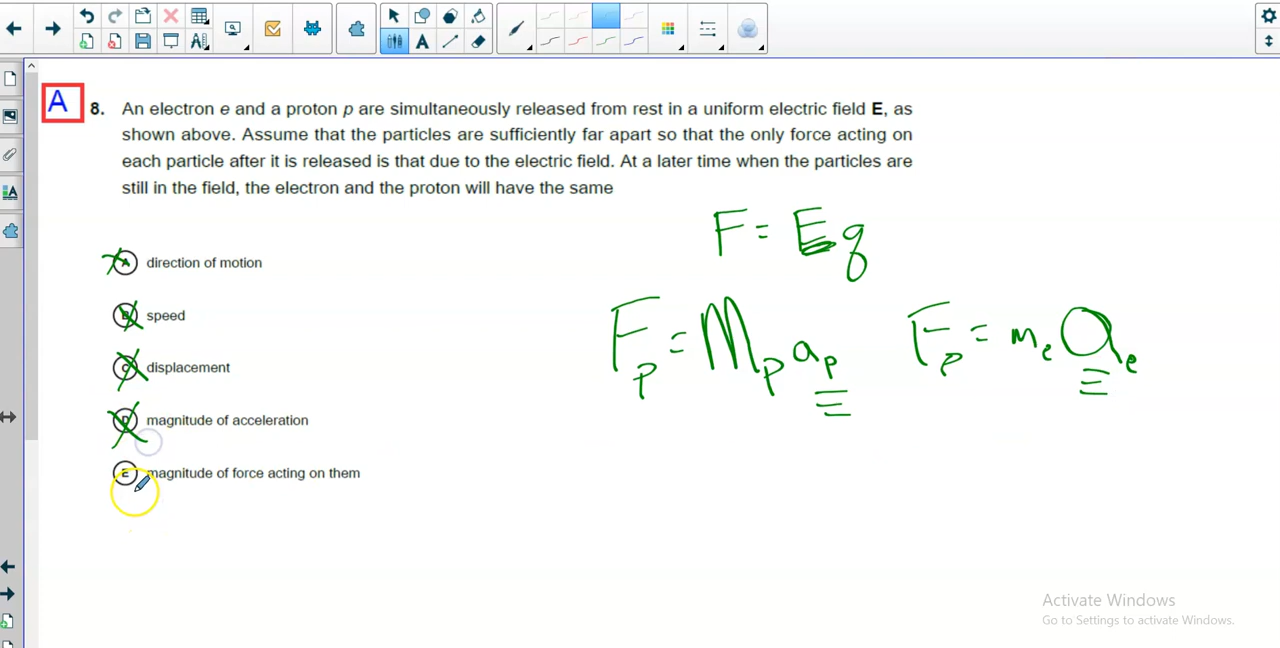 A
8. An electron e and a proton p are simultaneously released from rest in a uniform electric field E, as
shown above. Assume that the particles are sufficiently far apart so that the only force acting on
each particle after it is released is that due to the electric field. At a later time when the particles are
still in the field, the electron and the proton will have the same
F = Eq
A direction of motion
B speed
Fp = Mp ap Fp = me ae
C displacement
D magnitude of acceleration
E magnitude of force acting on them
Activate Windows
Go to Settings to activate Windows.